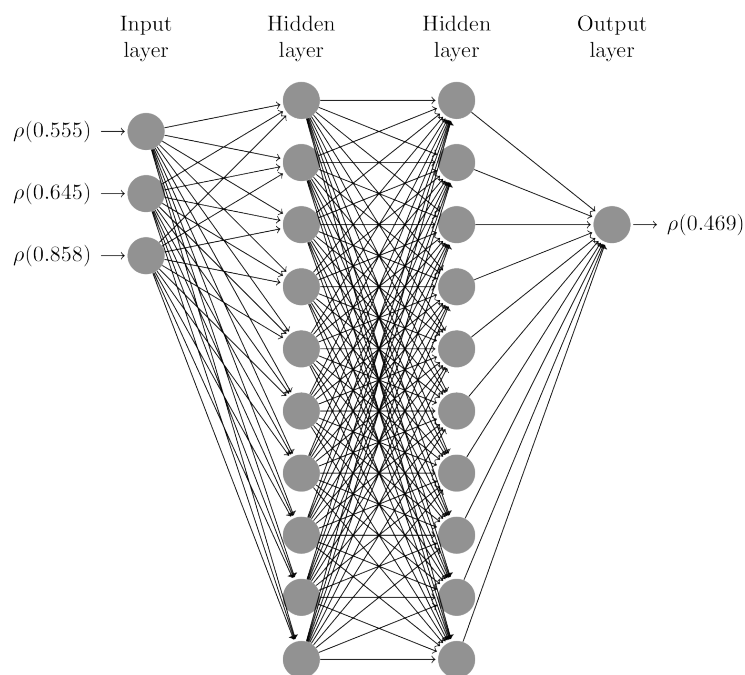 Input
layer
Hidden
layer
Hidden
layer
Output
layer
ρ(0.555)
ρ(0.645)
ρ(0.858)
ρ(0.469)